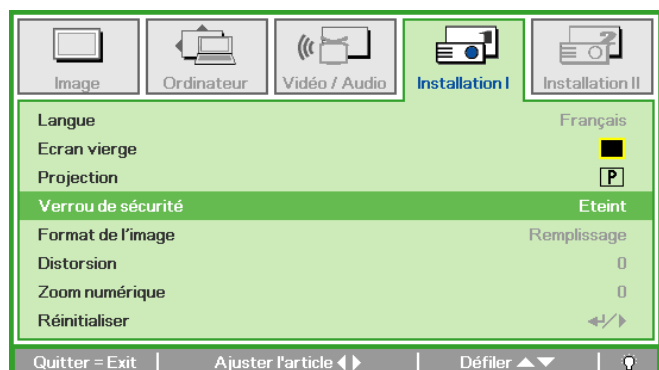 Image Ordinateur Vidéo / Audio Installation I Installation II
Langue Français
Ecran vierge
Projection P
Verrou de sécurité Eteint
Format de l'image Remplissage
Distorsion 0
Zoom numérique 0
Réinitialiser
Quitter = Exit Ajuster l'article Défiler